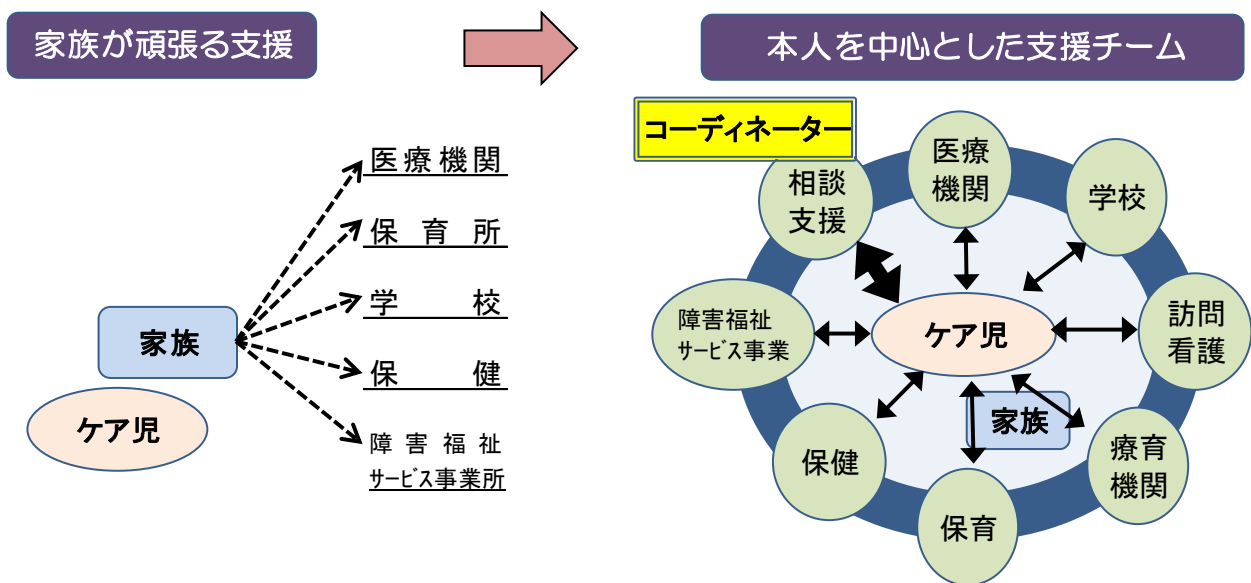 家族が頑張る支援
本人を中心とした支援チーム
医療機関
保育所
学校
保健
障害福祉
サービス事業所
家族
ケア児
コーディネーター
相談
支援
医療
機関
学校
障害福祉
サービス事業
ケア児
訪問
看護
家族
保健
療育
機関
保育